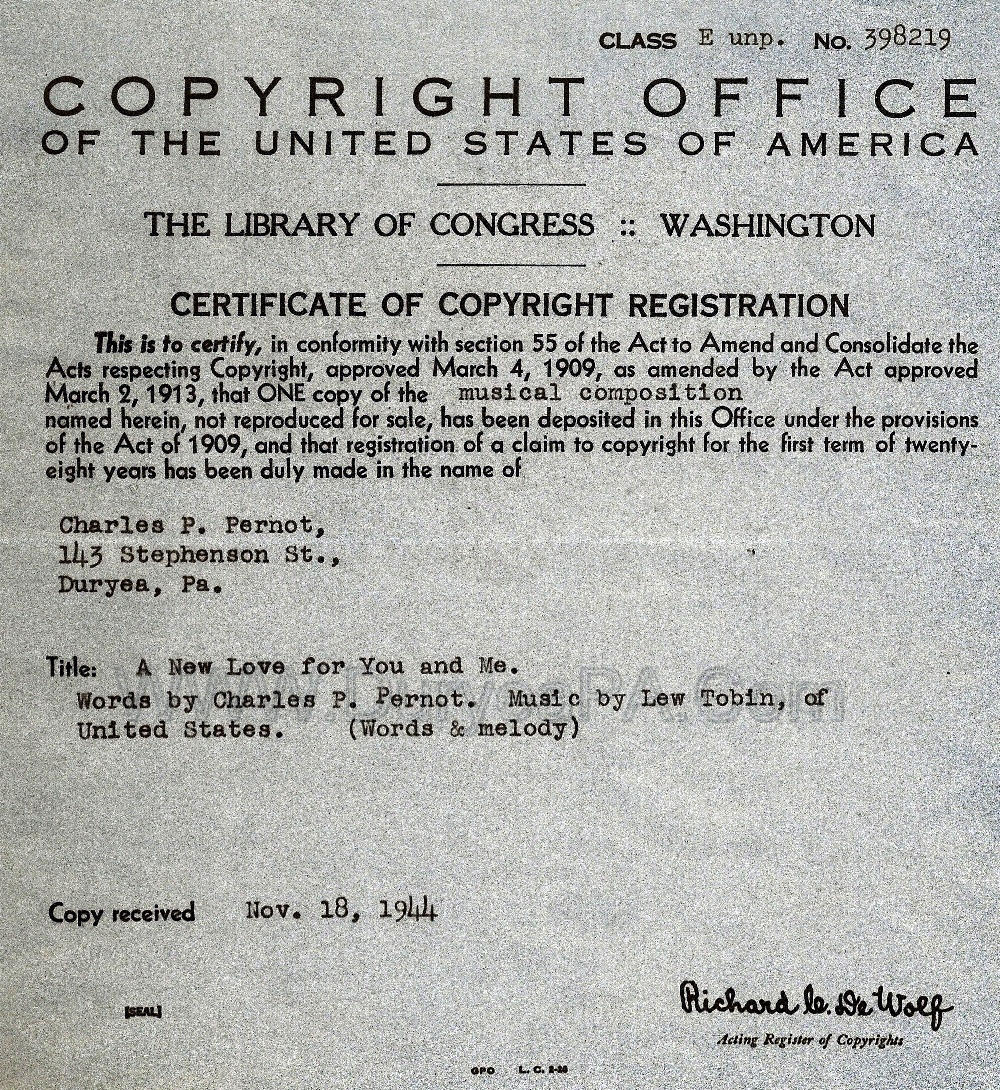 CLASS E unp. No. 398219
COPYRIGHT OFFICE
OF THE UNITED STATES OF AMERICA
THE LIBRARY OF CONGRESS :: WASHINGTON
CERTIFICATE OF COPYRIGHT REGISTRATION
This is to certify, in conformity with section 55 of the Act to Amend and Consolidate the
Acts respecting Copyright, approved March 4, 1909, as amended by the Act approved
March 2, 1913, that ONE copy of the musical composition
named herein, not reproduced for sale, has been deposited in this Office under the provisions
of the Act of 1909, and that registration of a claim to copyright for the first term of twenty-
eight years has been duly made in the name of
Charles P. Pernot,
143 Stephenson St.,
Duryea, Pa.
Title: A New Love for You and Me.
Words by Charles P. Pernot. Music by Lew Tobin, of
United States. (Words & melody)
www.DuryeaPA.Com
Copy received Nov. 18, 1944
[SEAL]
Richard C. De Wolf
Acting Register of Copyrights
GPO L. C.